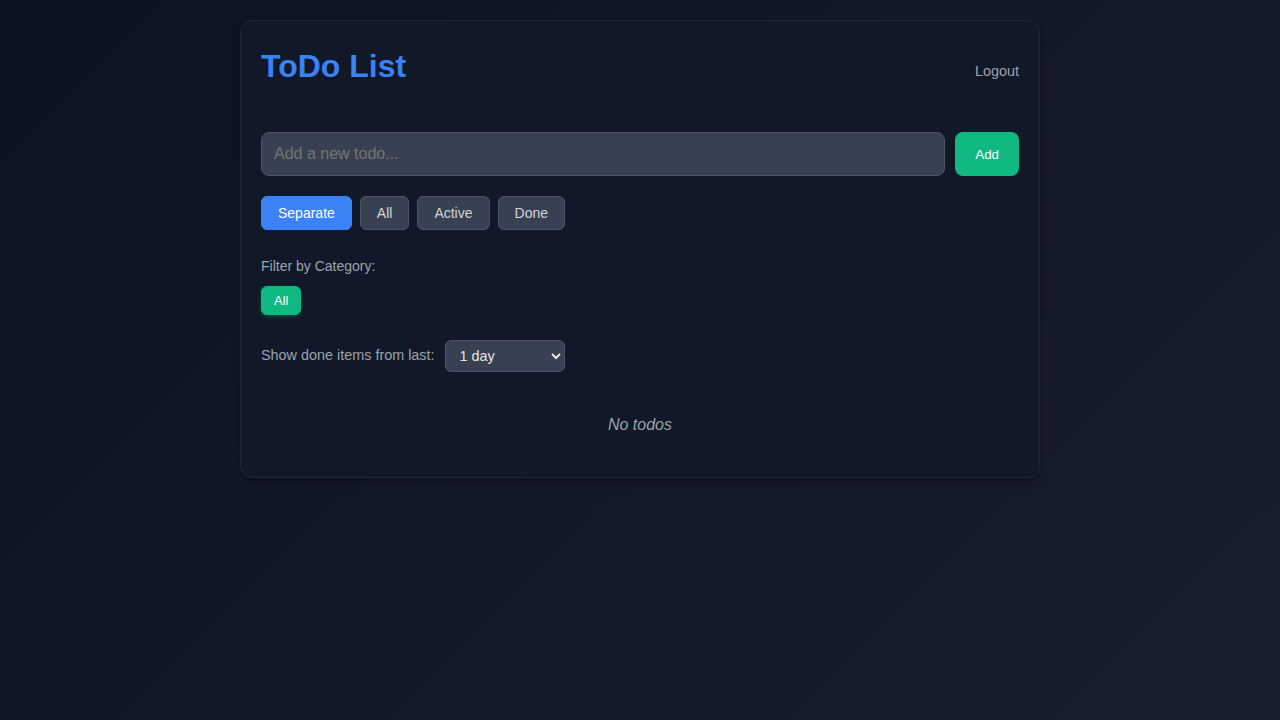 ToDo List
Logout
Add a new todo...
Add
Separate
All
Active
Done
Filter by Category:
All
Show done items from last:
1 day
No todos